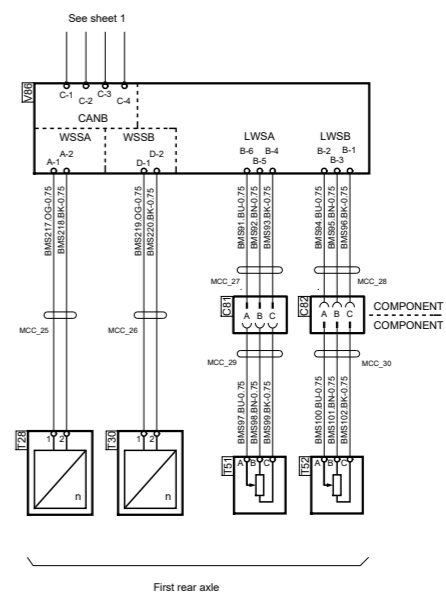 See sheet 1
V86
C-1 C-2 C-3 C-4
CANB
WSSA WSSB LWSA LWSB
A-1 A-2 D-1 D-2 B-6 B-5 B-4 B-2 B-3 B-1
BMS217.OG-0.75
BMS218.BK-0.75
BMS219.OG-0.75
BMS220.BK-0.75
BMS91.BU-0.75
BMS92.BN-0.75
BMS93.BK-0.75
BMS94.BU-0.75
BMS95.BN-0.75
BMS96.BK-0.75
MCC_27 MCC_28
C81 A B C
C82 A B C
COMPONENT
COMPONENT
MCC_25 MCC_26 MCC_29 MCC_30
BMS97.BU-0.75
BMS98.BN-0.75
BMS99.BK-0.75
BMS100.BU-0.75
BMS101.BN-0.75
BMS102.BK-0.75
T28 1 2 n
T30 1 2 n
T51 A B C
T52 A B C
First rear axle